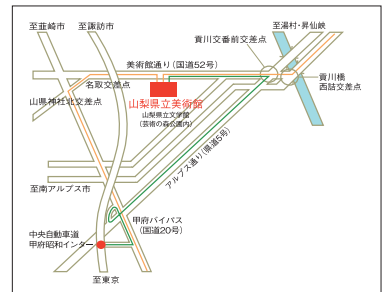 至韮崎市
至諏訪市
至湯村・昇仙峡
貢川交番前交差点
美術館通り(国道52号)
名取交差点
貢川橋
西詰交差点
山梨県立美術館
山県神社北交差点
山梨県立文学館
(芸術の森公園内)
アルプス通り(県道5号)
至南アルプス市
甲府バイパス
(国道20号)
中央自動車道
甲府昭和インター
至東京